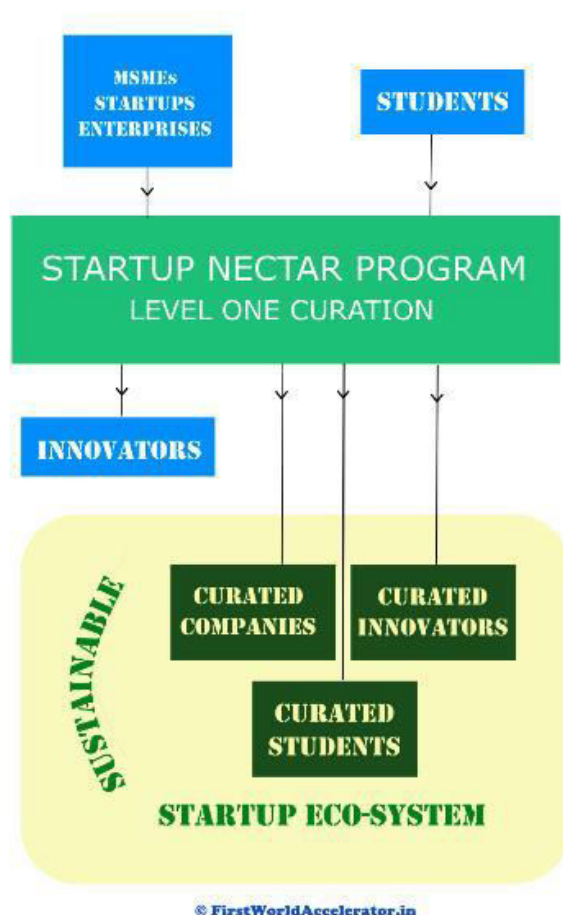 MSMEs
STARTUPS
ENTERPRISES
STUDENTS
STARTUP NECTAR PROGRAM
LEVEL ONE CURATION
INNOVATORS
CURATED
COMPANIES
CURATED
INNOVATORS
SUSTAINABLE
CURATED
STUDENTS
STARTUP ECO-SYSTEM
© FirstWorldAccelerator.in